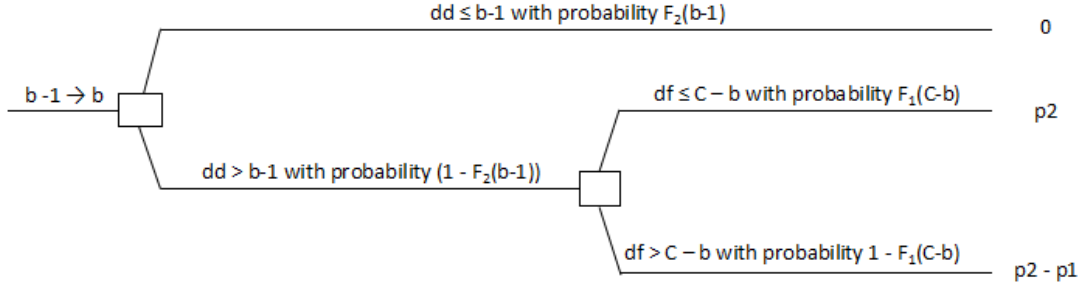 dd ≤ b-1 with probability F₂(b-1)
0
b -1 → b
df ≤ C – b with probability F₁(C-b)
p2
dd > b-1 with probability (1 - F₂(b-1))
df > C – b with probability 1 - F₁(C-b)
p2 - p1